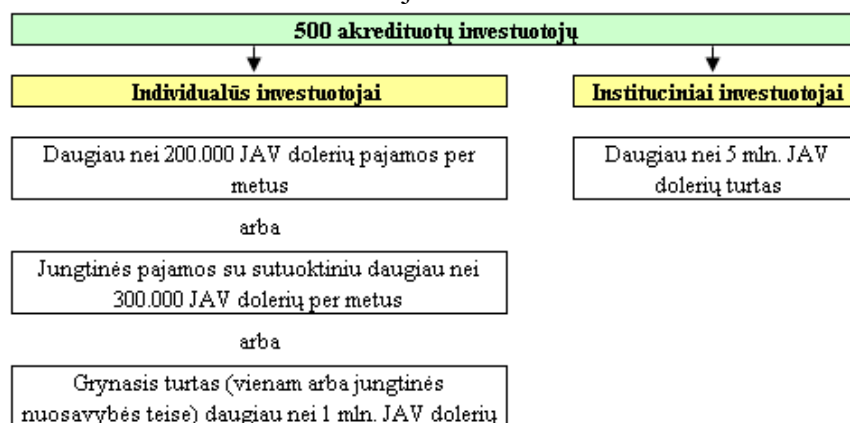 500 akredituotų investuotojų
Individualūs investuotojai
Instituciniai investuotojai
Daugiau nei 200.000 JAV dolerių pajamos per
metus
Daugiau nei 5 mln. JAV
dolerių turtas
arba
Jungtinės pajamos su sutuoktiniu daugiau nei
300.000 JAV dolerių per metus
arba
Grynasis turtas (vienam arba jungtinės
nuosavybės teise) daugiau nei 1 mln. JAV dolerių